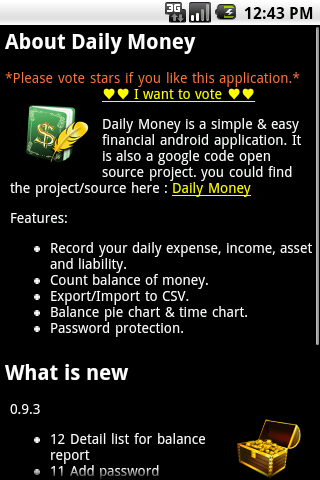 3G 12:43 PM
About Daily Money
*Please vote stars if you like this application.*
♥♥ I want to vote ♥♥
Daily Money is a simple & easy
financial android application. It
is also a google code open
source project. you could find
the project/source here : Daily Money
Features:
Record your daily expense, income, asset
and liability.
Count balance of money.
Export/Import to CSV.
Balance pie chart & time chart.
Password protection.
What is new
0.9.3
12 Detail list for balance
report
11 Add password